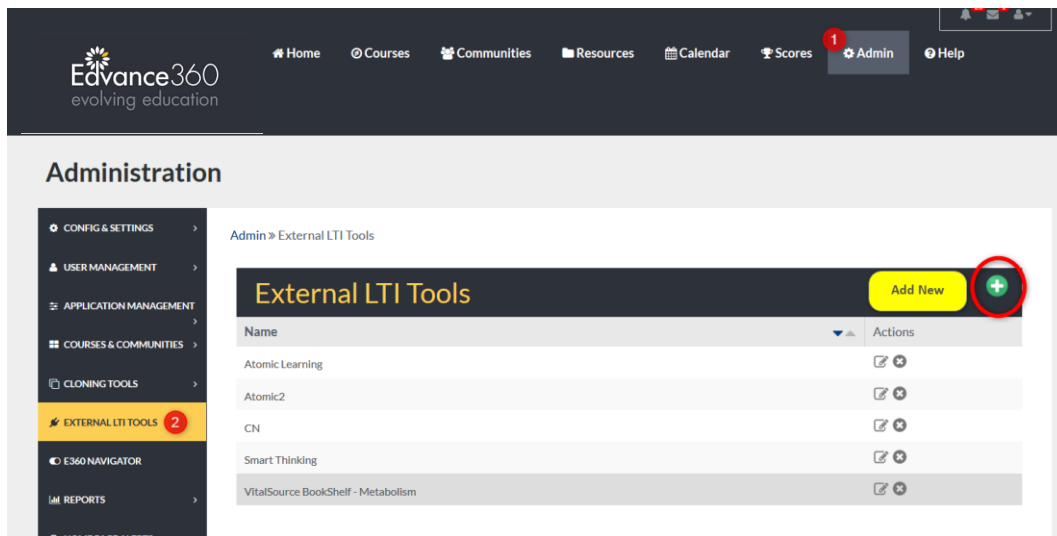 Home
Courses
Communities
Resources
Calendar
Scores
1
Admin
Help
Edvance360
evolving education
Administration
CONFIG & SETTINGS
USER MANAGEMENT
APPLICATION MANAGEMENT
COURSES & COMMUNITIES
CLONING TOOLS
EXTERNAL LTI TOOLS 2
E360 NAVIGATOR
REPORTS
Admin » External LTI Tools
External LTI Tools
Add New
Name
Actions
Atomic Learning
Atomic2
CN
Smart Thinking
VitalSource BookShelf - Metabolism